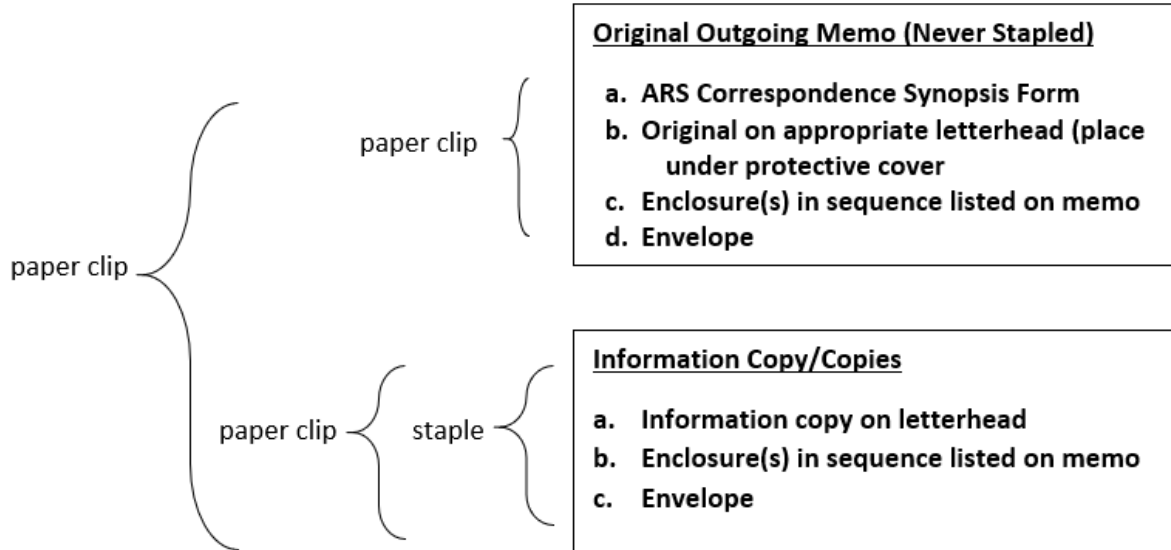 Original Outgoing Memo (Never Stapled)
a. ARS Correspondence Synopsis Form
paper clip
b. Original on appropriate letterhead (place
under protective cover
c. Enclosure(s) in sequence listed on memo
d. Envelope
paper clip
Information Copy/Copies
a. Information copy on letterhead
paper clip
staple
b. Enclosure(s) in sequence listed on memo
c. Envelope